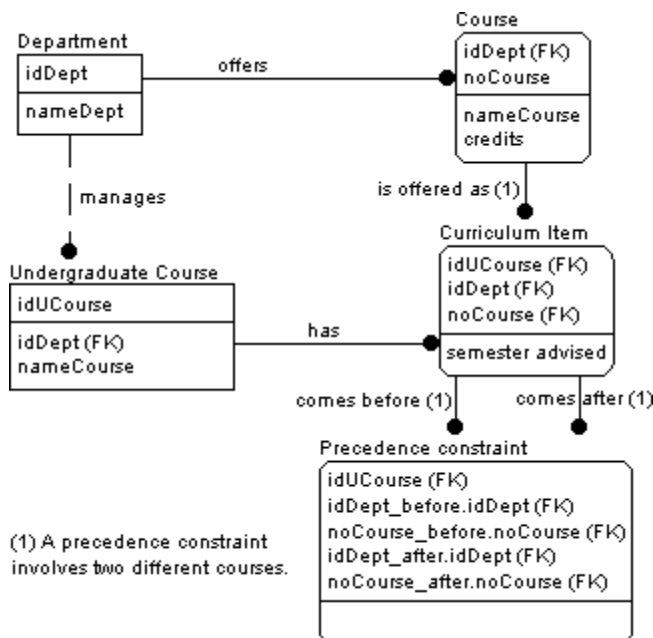 Course
Department
idDept
nameDept
offers
idDept (FK)
noCourse
nameCourse
credits
manages
is offered as (1)
Undergraduate Course
idUCourse
idDept (FK)
nameCourse
has
Curriculum Item
idUCourse (FK)
idDept (FK)
noCourse (FK)
semester advised
comes before (1)
comes after (1)
Precedence constraint
idUCourse (FK)
idDept_before.idDept (FK)
noCourse_before.noCourse (FK)
idDept_after.idDept (FK)
noCourse_after.noCourse (FK)
(1) A precedence constraint
involves two different courses.